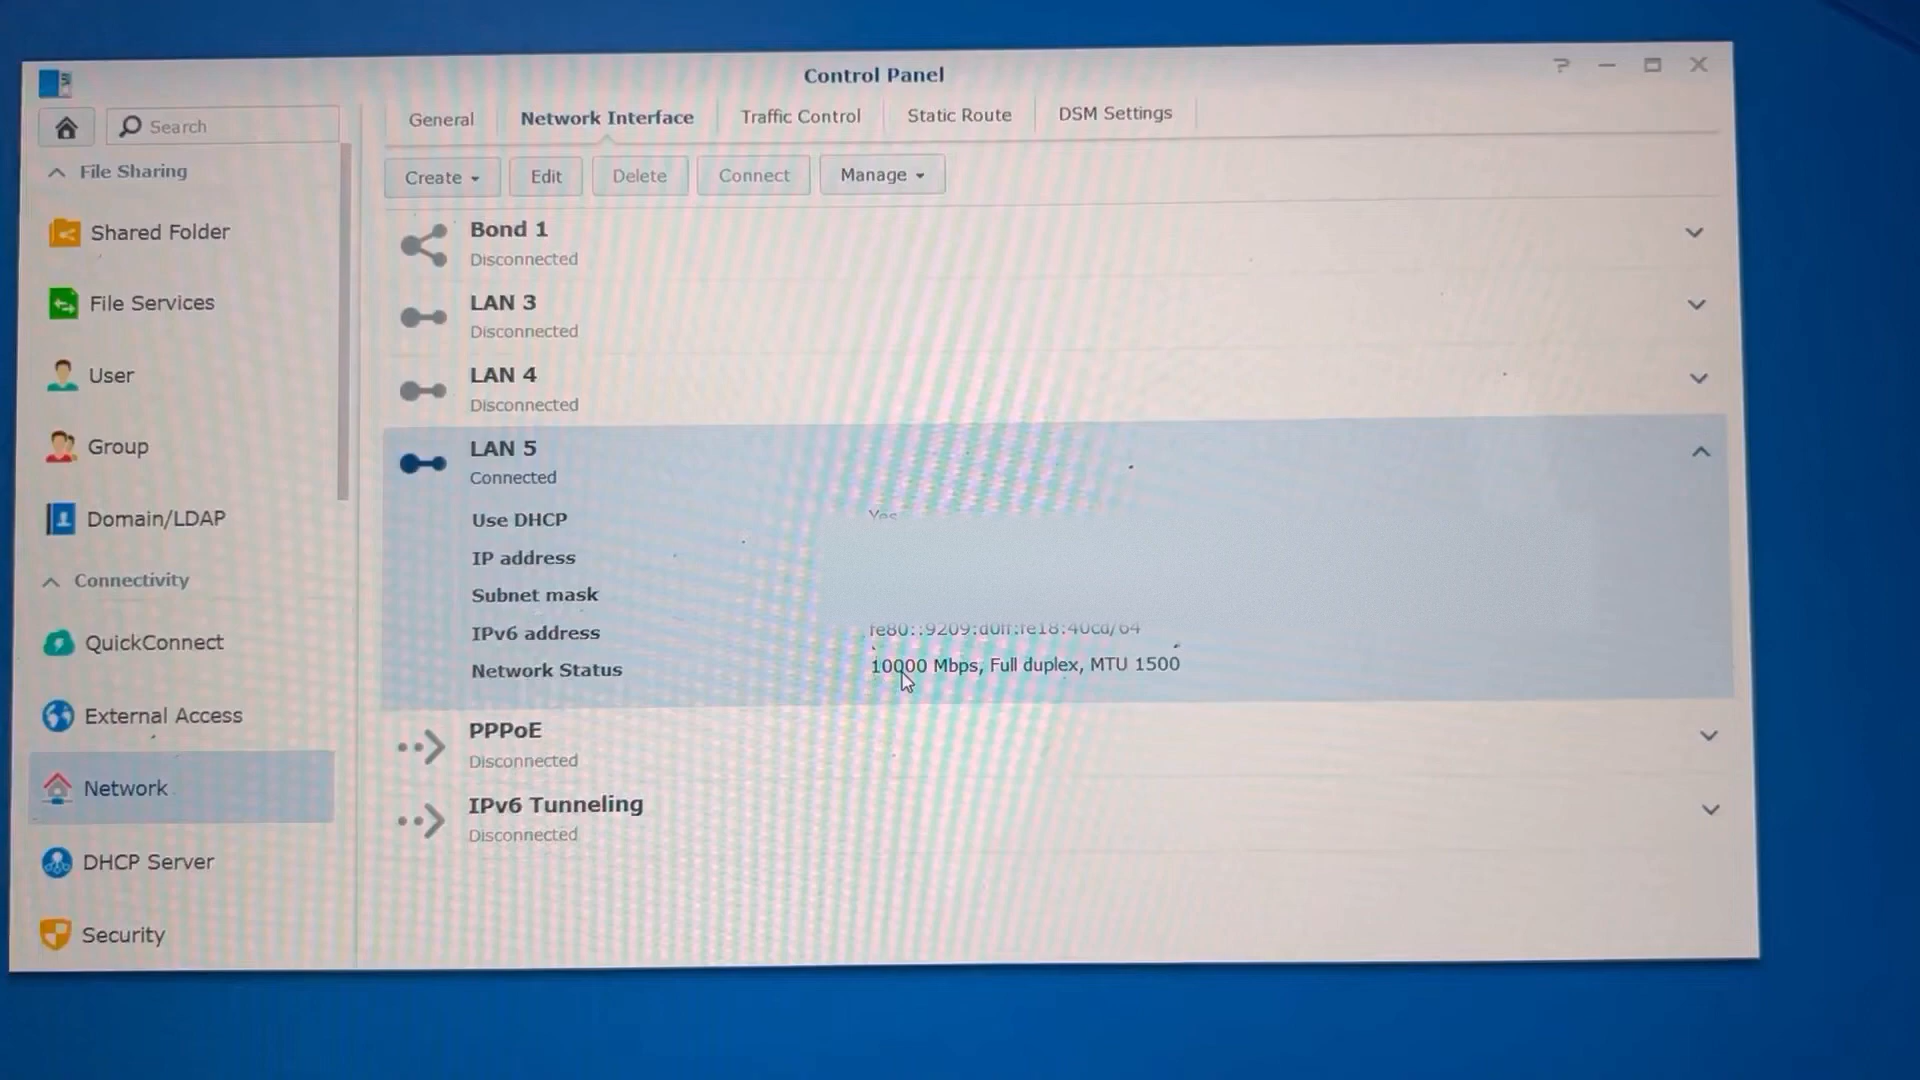 Control Panel
Search
General
Network Interface
Traffic Control
Static Route
DSM Settings
Create
Edit
Delete
Connect
Manage
File Sharing
Shared Folder
File Services
User
Group
Domain/LDAP
Connectivity
QuickConnect
External Access
Network
DHCP Server
Security
Bond 1
Disconnected
LAN 3
Disconnected
LAN 4
Disconnected
LAN 5
Connected
Use DHCP Yes
IP address
Subnet mask
IPv6 address
Network Status 10000 Mbps, Full duplex, MTU 1500
PPPoE
Disconnected
IPv6 Tunneling
Disconnected